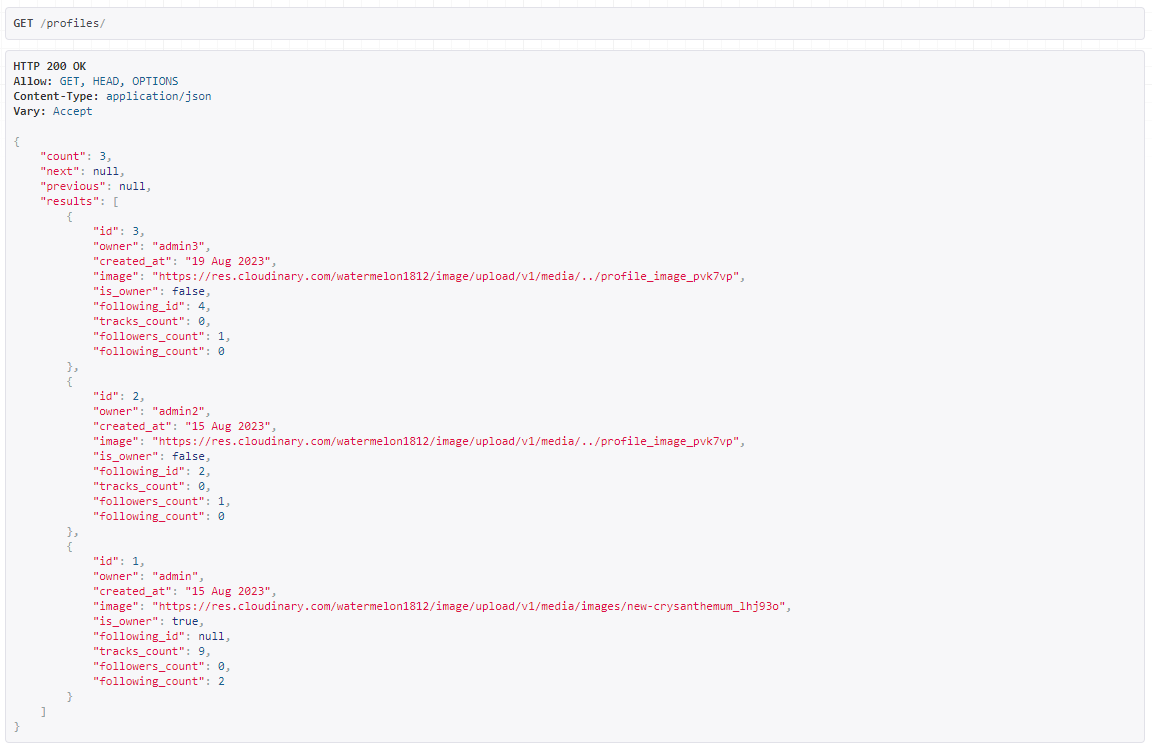 GET /profiles/
HTTP 200 OK
Allow: GET, HEAD, OPTIONS
Content-Type: application/json
Vary: Accept
{
    "count": 3,
    "next": null,
    "previous": null,
    "results": [
        {
            "id": 3,
            "owner": "admin3",
            "created_at": "19 Aug 2023",
            "image": "https://res.cloudinary.com/watermelon1812/image/upload/v1/media/../profile_image_pvk7vp",
            "is_owner": false,
            "following_id": 4,
            "tracks_count": 0,
            "followers_count": 1,
            "following_count": 0
        },
        {
            "id": 2,
            "owner": "admin2",
            "created_at": "15 Aug 2023",
            "image": "https://res.cloudinary.com/watermelon1812/image/upload/v1/media/../profile_image_pvk7vp",
            "is_owner": false,
            "following_id": 2,
            "tracks_count": 0,
            "followers_count": 1,
            "following_count": 0
        },
        {
            "id": 1,
            "owner": "admin",
            "created_at": "15 Aug 2023",
            "image": "https://res.cloudinary.com/watermelon1812/image/upload/v1/media/images/new-crysanthemum_lhj93o",
            "is_owner": true,
            "following_id": null,
            "tracks_count": 9,
            "followers_count": 0,
            "following_count": 2
        }
    ]
}